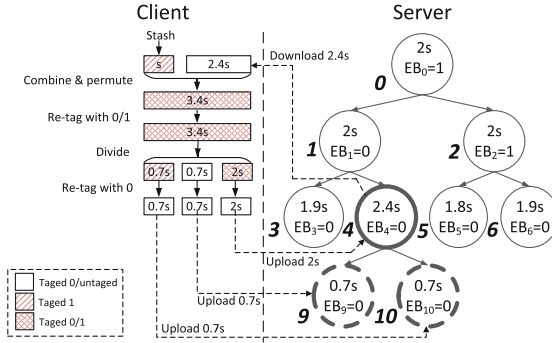 Client
Server
Stash
s
2.4s
Download 2.4s
Combine & permute
3.4s
Re-tag with 0/1
3.4s
Divide
0.7s
0.7s
2s
Re-tag with 0
0.7s
0.7s
2s
2s
EB0=1
0
2s
EB1=0
1
2s
EB2=1
2
1.9s
EB3=0
3
2.4s
EB4=0
4
1.8s
EB5=0
5
1.9s
EB6=0
6
Upload 2s
Upload 0.7s
Upload 0.7s
0.7s
EB9=0
9
0.7s
EB10=0
10
Taged 0/untaged
Taged 1
Taged 0/1